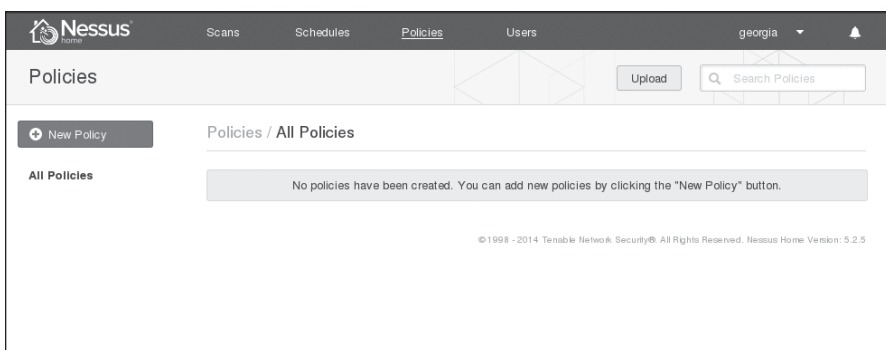 Nessus
home
Scans Schedules Policies Users georgia
Policies
Upload
Search Policies
New Policy
Policies / All Policies
All Policies
No policies have been created. You can add new policies by clicking the "New Policy" button.
©1998 - 2014 Tenable Network Security®. All Rights Reserved. Nessus Home Version: 5.2.5